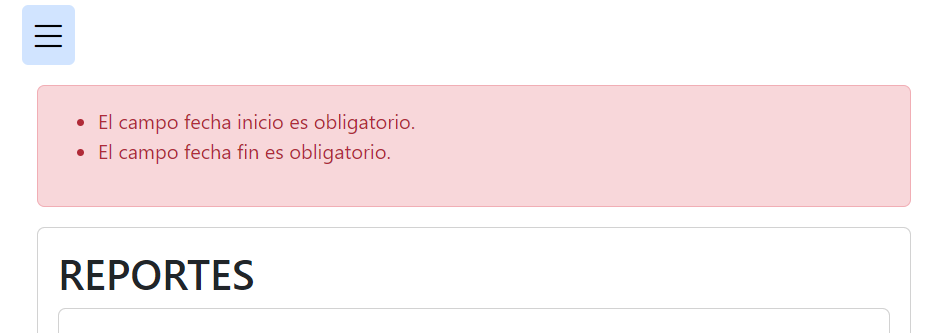 El campo fecha inicio es obligatorio.
El campo fecha fin es obligatorio.
REPORTES